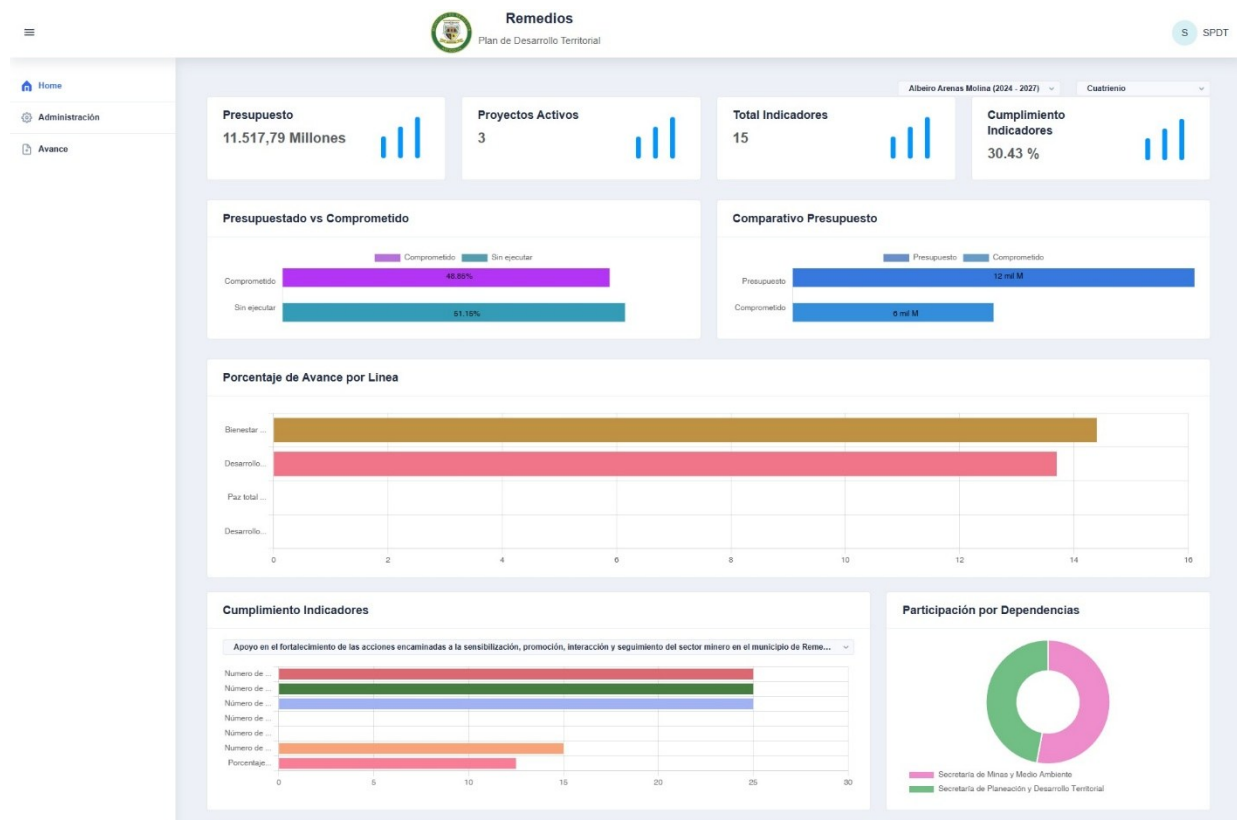 Remedios
Plan de Desarrollo Territorial
S SPDT
Home
Administración
Avance
Albeiro Arenas Molina (2024 - 2027)
Cuatrienio
Presupuesto
11.517,79 Millones
Proyectos Activos
3
Total Indicadores
15
Cumplimiento
Indicadores
30.43 %
Presupuestado vs Comprometido
Comprometido Sin ejecutar
Comprometido 48.85%
Sin ejecutar 51.15%
Comparativo Presupuesto
Presupuesto Comprometido
Presupuesto 12 mil M
Comprometido 6 mil M
Porcentaje de Avance por Linea
Bienestar ...
Desarrollo...
Paz total ...
Desarrollo...
0 2 4 6 8 10 12 14 16
Cumplimiento Indicadores
Apoyo en el fortalecimiento de las acciones encaminadas a la sensibilización, promoción, interacción y seguimiento del sector minero en el municipio de Reme...
Numero de ...
Número de ...
Número de ...
Número de ...
Número de ...
Numero de ...
Porcentaje...
0 5 10 15 20 25 30
Participación por Dependencias
Secretaría de Minas y Medio Ambiente
Secretaría de Planeación y Desarrollo Territorial